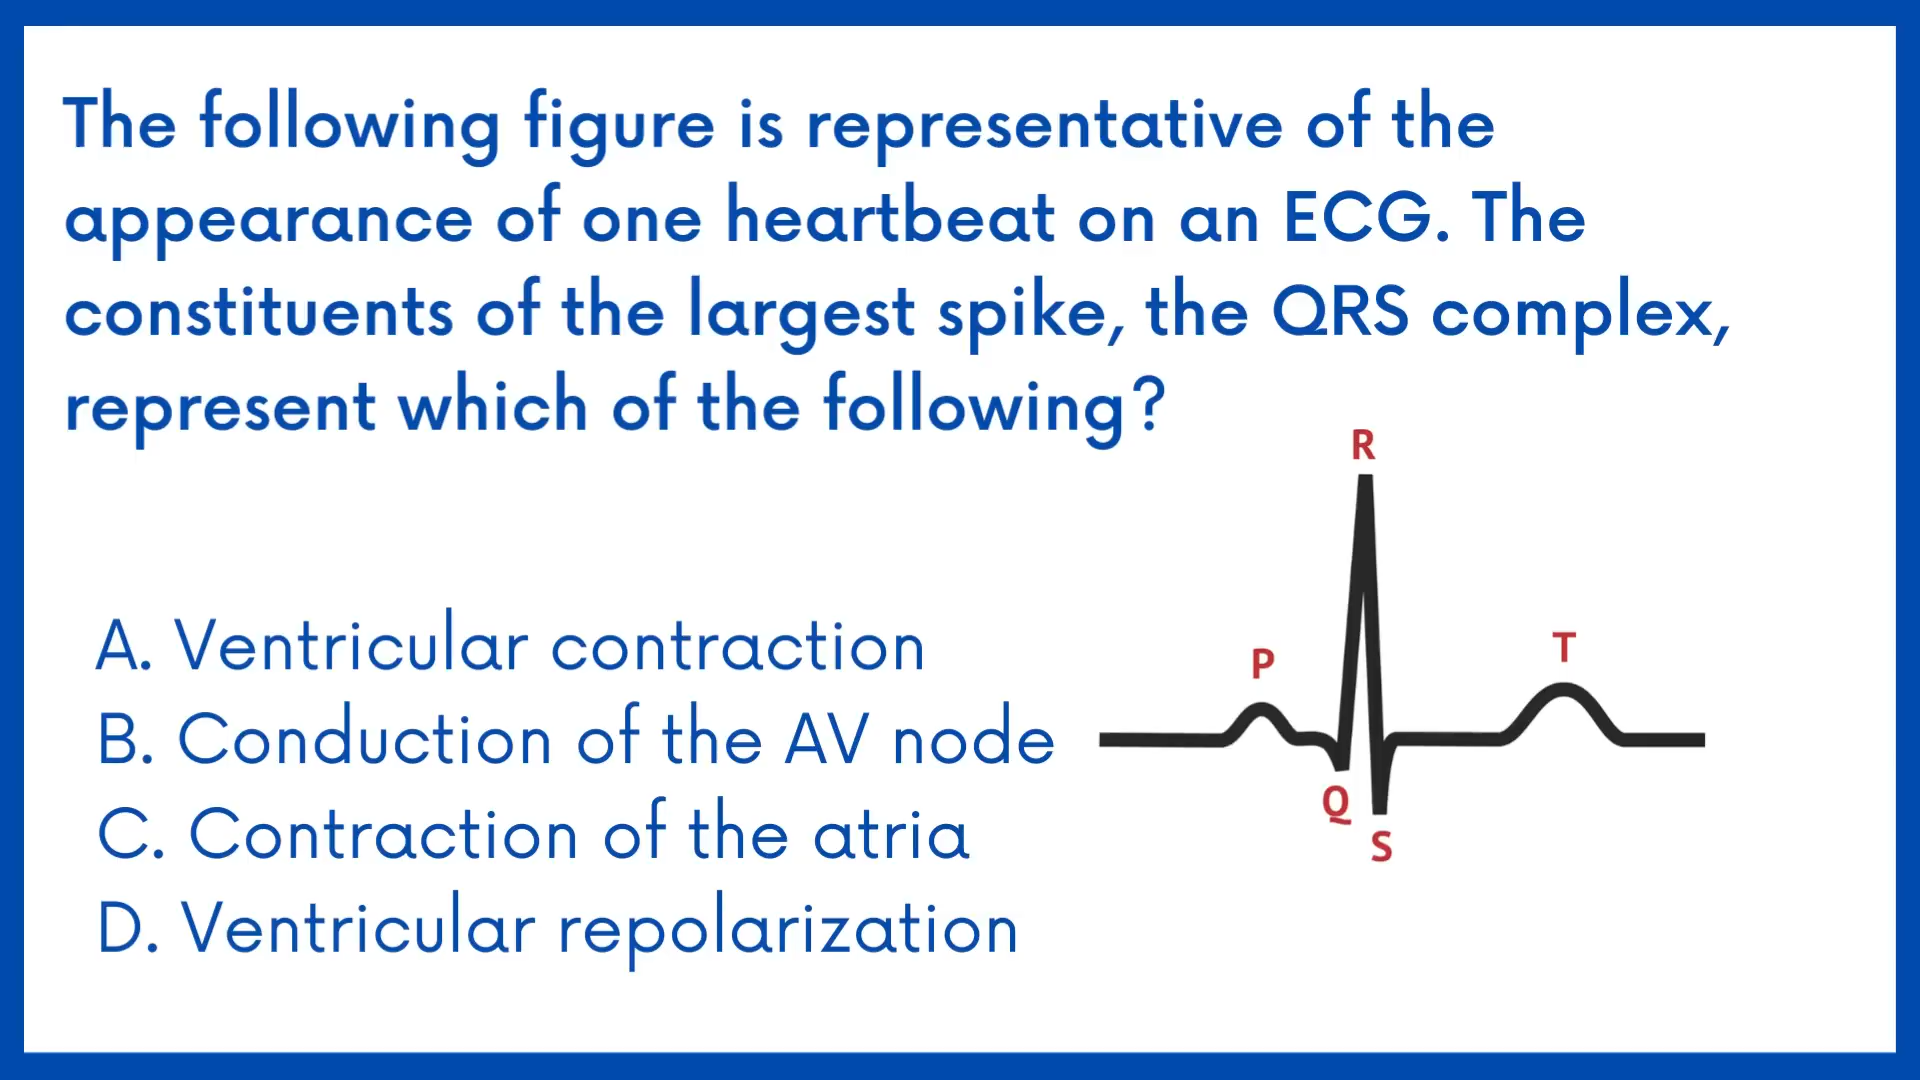 The following figure is representative of the
appearance of one heartbeat on an ECG. The
constituents of the largest spike, the QRS complex,
represent which of the following?
A. Ventricular contraction
B. Conduction of the AV node
C. Contraction of the atria
D. Ventricular repolarization
R
P
T
Q
S